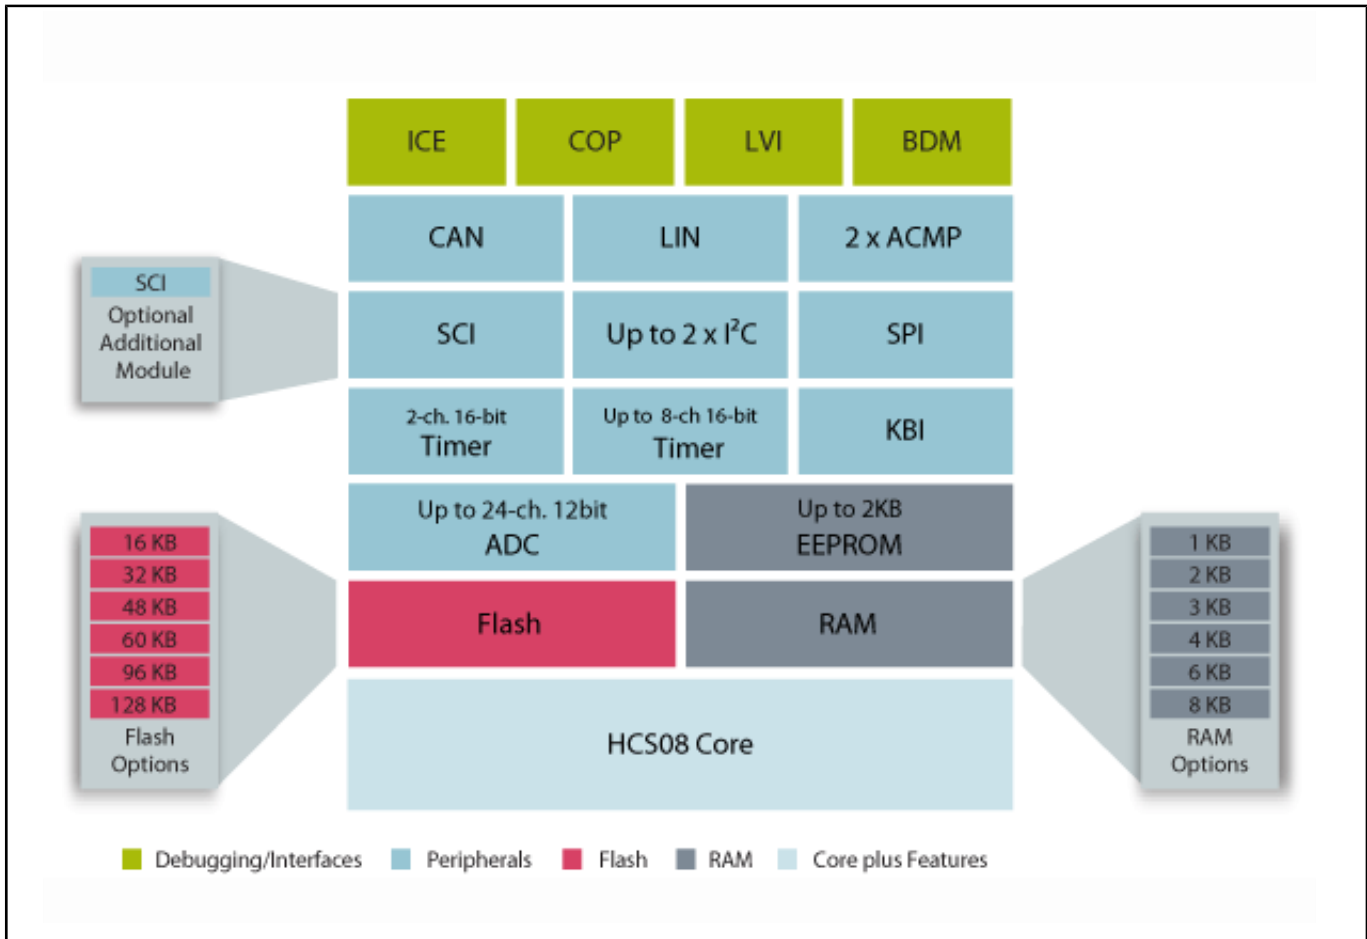 ICE
COP
LVI
BDM
CAN
LIN
2 x ACMP
SCI
Optional
Additional
Module
SCI
Up to 2 x I²C
SPI
2-ch. 16-bit
Timer
Up to 8-ch 16-bit
Timer
KBI
Up to 24-ch. 12bit
ADC
Up to 2KB
EEPROM
16 KB
32 KB
48 KB
60 KB
96 KB
128 KB
Flash
Options
Flash
RAM
1 KB
2 KB
3 KB
4 KB
6 KB
8 KB
RAM
Options
HCS08 Core
Debugging/Interfaces
Peripherals
Flash
RAM
Core plus Features